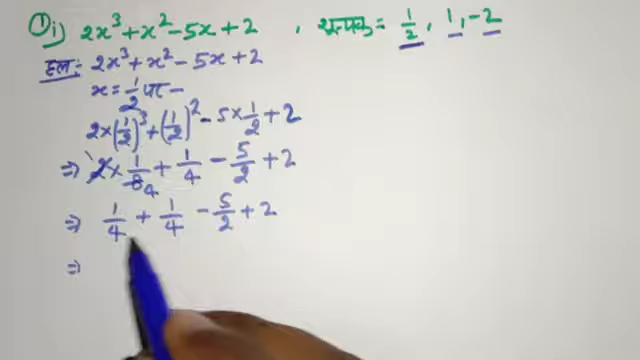 ① i) 2x³+x²-5x+2 , शून्यक = 1/2, 1, -2
हल:- 2x³+x²-5x+2
x = 1/2 पर -
2×(1/2)³+(1/2)²-5×1/2+2
⇒ 2×1/8 4 + 1/4 - 5/2 + 2
⇒ 1/4 + 1/4 - 5/2 + 2
⇒